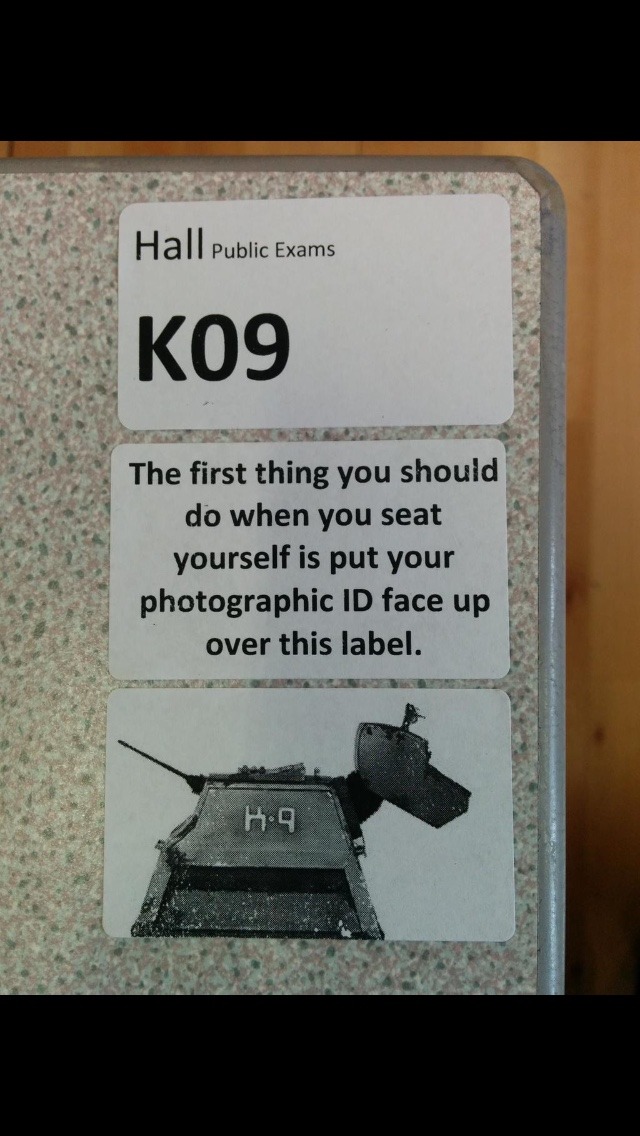 Hall Public Exams
K09
The first thing you should
do when you seat
yourself is put your
photographic ID face up
over this label.
K·9